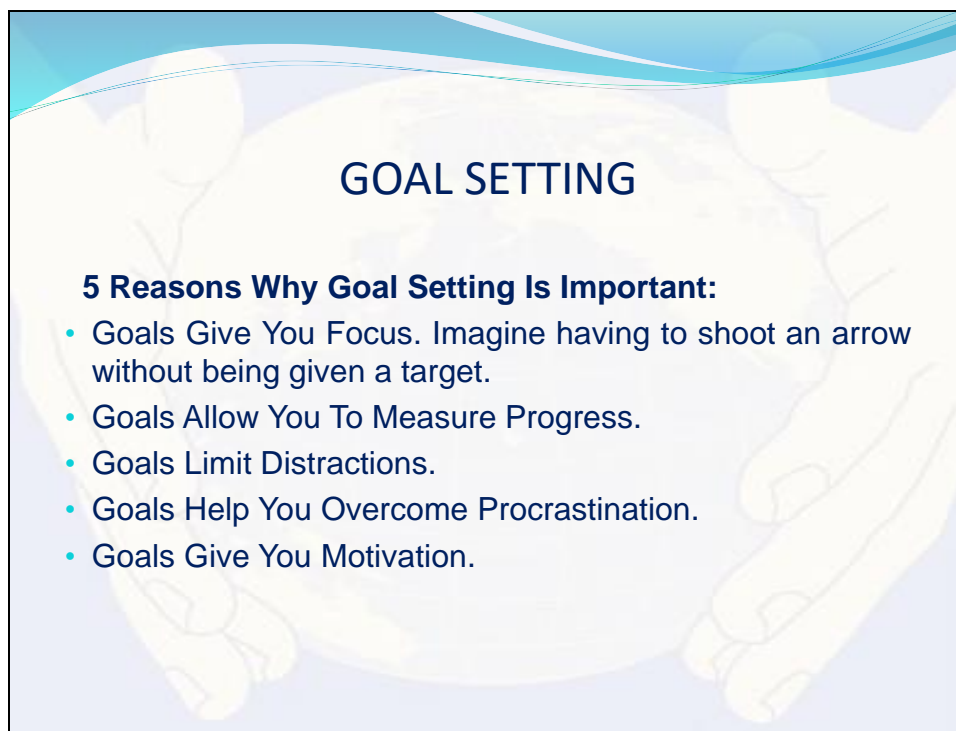 GOAL SETTING
5 Reasons Why Goal Setting Is Important:
• Goals Give You Focus. Imagine having to shoot an arrow
without being given a target.
• Goals Allow You To Measure Progress.
• Goals Limit Distractions.
• Goals Help You Overcome Procrastination.
• Goals Give You Motivation.